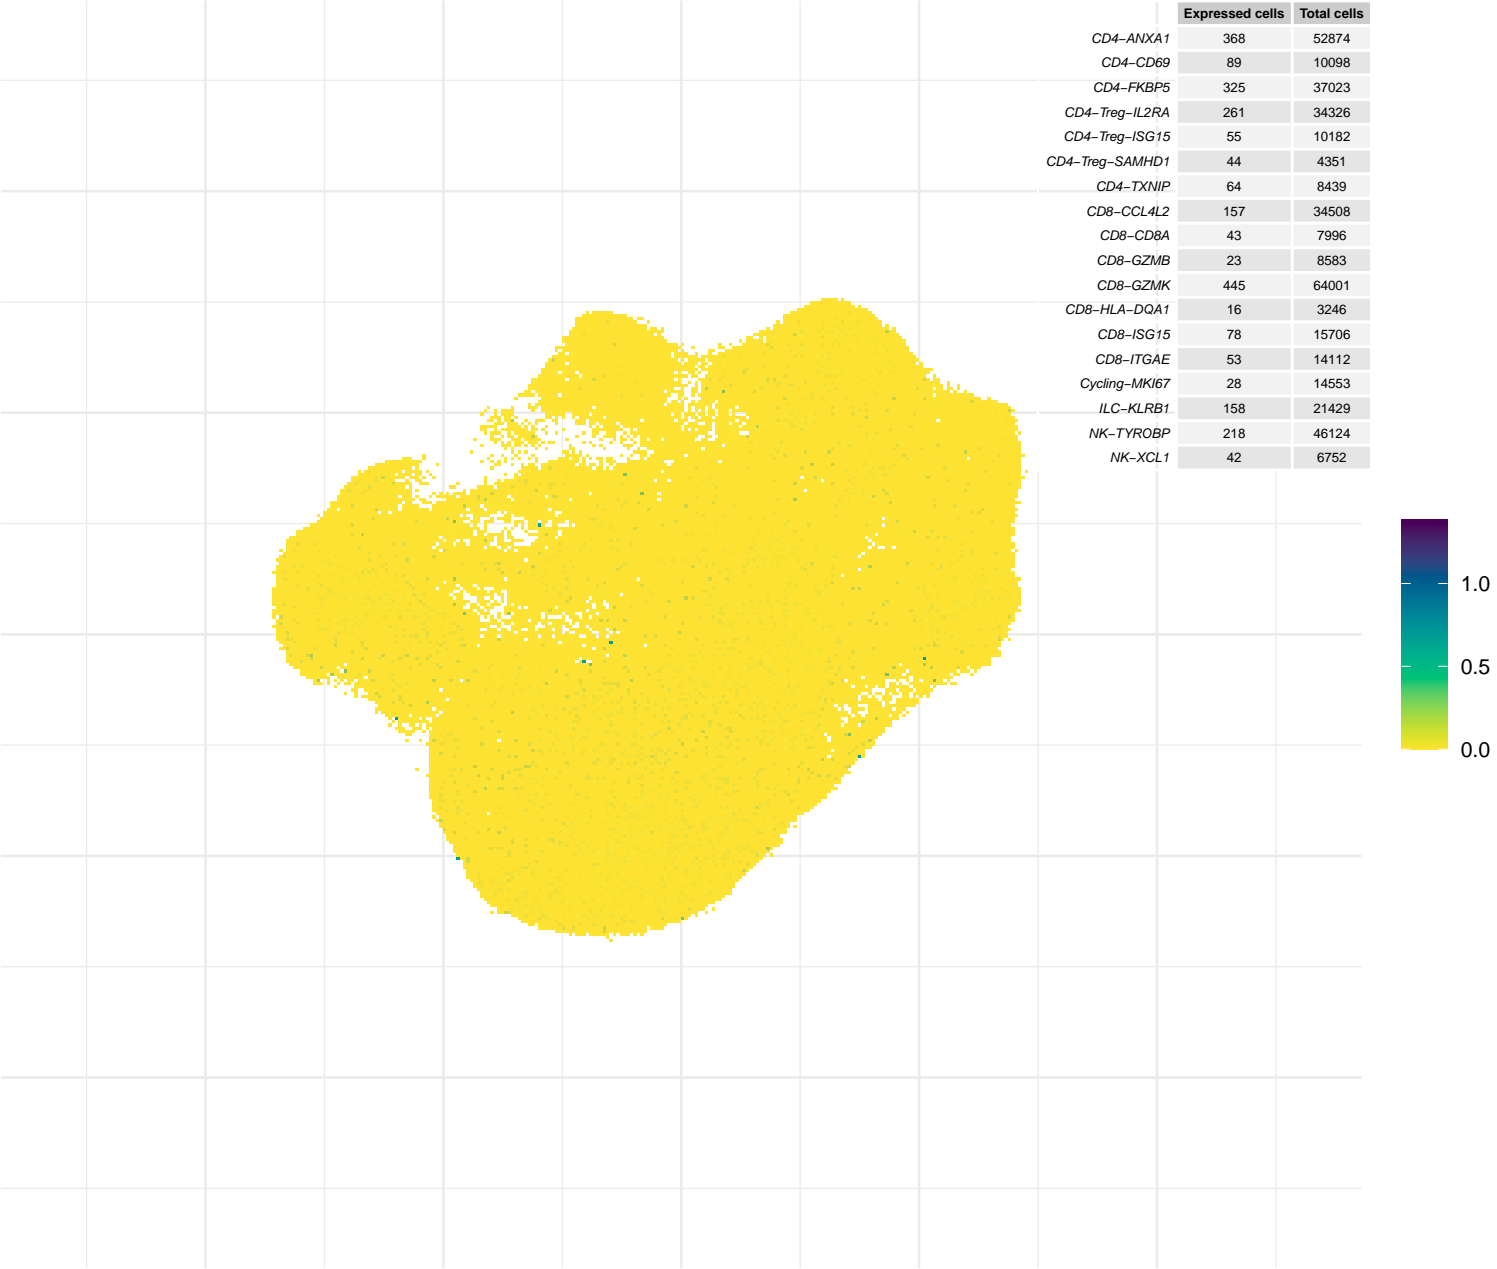 Expressed cells Total cells
CD4−ANXA1 368 52874
CD4−CD69 89 10098
CD4−FKBP5 325 37023
CD4−Treg−IL2RA 261 34326
CD4−Treg−ISG15 55 10182
CD4−Treg−SAMHD1 44 4351
CD4−TXNIP 64 8439
CD8−CCL4L2 157 34508
CD8−CD8A 43 7996
CD8−GZMB 23 8583
CD8−GZMK 445 64001
CD8−HLA−DQA1 16 3246
CD8−ISG15 78 15706
CD8−ITGAE 53 14112
Cycling−MKI67 28 14553
ILC−KLRB1 158 21429
NK−TYROBP 218 46124
NK−XCL1 42 6752
1.0
0.5
0.0